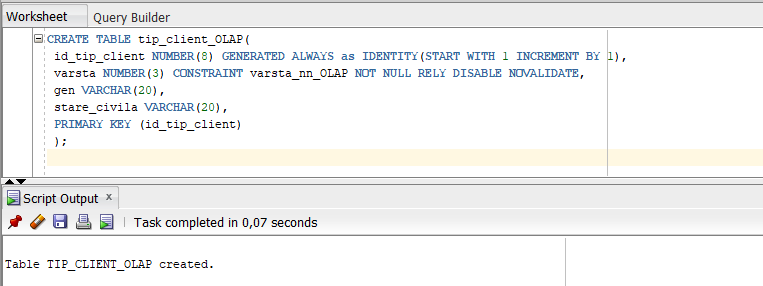 Worksheet Query Builder
CREATE TABLE tip_client_OLAP(
id_tip_client NUMBER(8) GENERATED ALWAYS as IDENTITY(START WITH 1 INCREMENT BY 1),
varsta NUMBER(3) CONSTRAINT varsta_nn_OLAP NOT NULL RELY DISABLE NOVALIDATE,
gen VARCHAR(20),
stare_civila VARCHAR(20),
PRIMARY KEY (id_tip_client)
);
Script Output x
Task completed in 0,07 seconds
Table TIP_CLIENT_OLAP created.